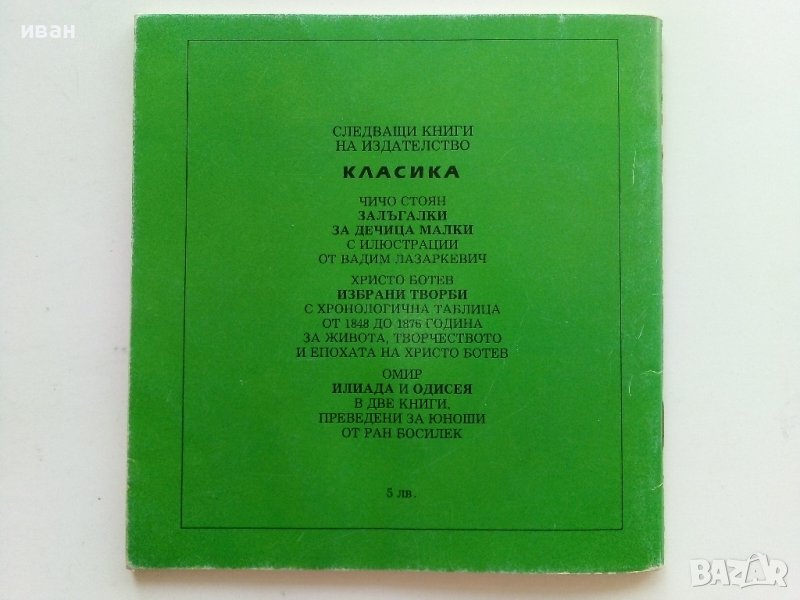 иван
СЛЕДВАЩИ КНИГИ
НА ИЗДАТЕЛСТВО
КЛАСИКА
ЧИЧО СТОЯН
ЗАЛЪГАЛКИ
ЗА ДЕЧИЦА МАЛКИ
С ИЛЮСТРАЦИИ
ОТ ВАДИМ ЛАЗАРКЕВИЧ
ХРИСТО БОТЕВ
ИЗБРАНИ ТВОРБИ
С ХРОНОЛОГИЧНА ТАБЛИЦА
ОТ 1848 ДО 1876 ГОДИНА
ЗА ЖИВОТА, ТВОРЧЕСТВОТО
И ЕПОХАТА НА ХРИСТО БОТЕВ
ОМИР
ИЛИАДА И ОДИСЕЯ
В ДВЕ КНИГИ,
ПРЕВЕДЕНИ ЗА ЮНОШИ
ОТ РАН БОСИЛЕК
5 лв.
BAZAR